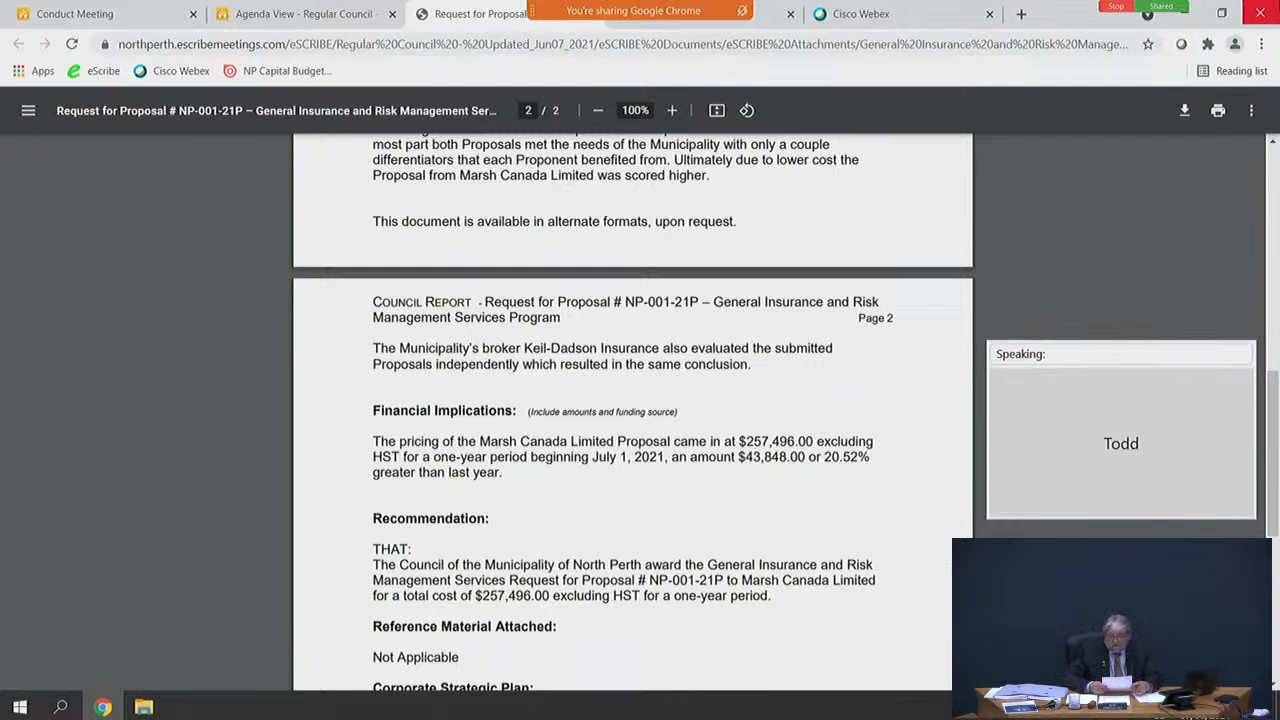 Conduct Meeting
Agenda View - Regular Council
Request for Proposal
You're sharing Google Chrome
Cisco Webex
Stop
Shared
northperth.escribemeetings.com/eSCRIBE/Regular%20Council%20-%20Updated_Jun07_2021/eSCRIBE%20Documents/eSCRIBE%20Attachments/General%20Insurance%20and%20Risk%20Manage...
Apps
eScribe
Cisco Webex
NP Capital Budget...
Reading list
Request for Proposal # NP-001-21P – General Insurance and Risk Management Ser...
2 / 2
100%
most part both Proposals met the needs of the Municipality with only a couple
differentiators that each Proponent benefited from. Ultimately due to lower cost the
Proposal from Marsh Canada Limited was scored higher.
This document is available in alternate formats, upon request.
COUNCIL REPORT - Request for Proposal # NP-001-21P – General Insurance and Risk
Management Services Program
Page 2
The Municipality's broker Keil-Dadson Insurance also evaluated the submitted
Proposals independently which resulted in the same conclusion.
Financial Implications: (Include amounts and funding source)
The pricing of the Marsh Canada Limited Proposal came in at $257,496.00 excluding
HST for a one-year period beginning July 1, 2021, an amount $43,848.00 or 20.52%
greater than last year.
Recommendation:
THAT:
The Council of the Municipality of North Perth award the General Insurance and Risk
Management Services Request for Proposal # NP-001-21P to Marsh Canada Limited
for a total cost of $257,496.00 excluding HST for a one-year period.
Reference Material Attached:
Not Applicable
Corporate Strategic Plan:
Speaking:
Todd